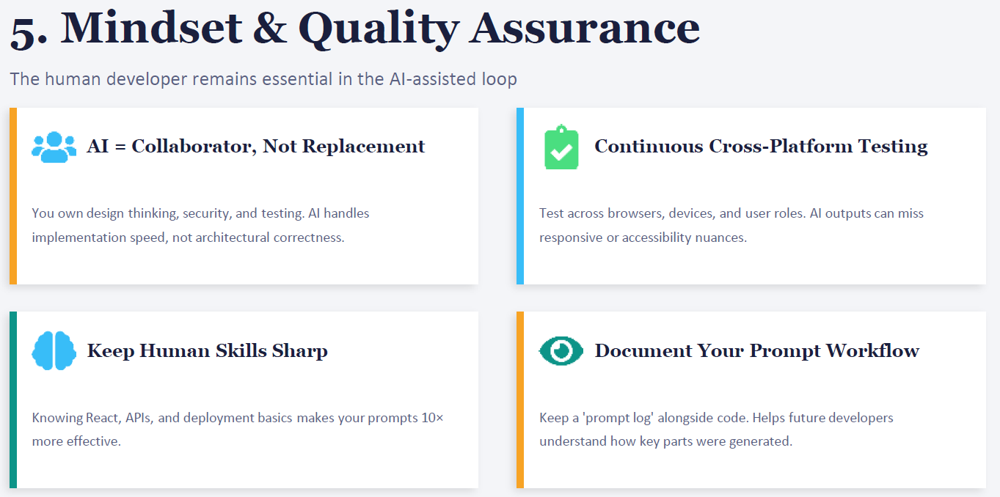 5. Mindset & Quality Assurance
The human developer remains essential in the AI-assisted loop
AI = Collaborator, Not Replacement
You own design thinking, security, and testing. AI handles
implementation speed, not architectural correctness.
Continuous Cross-Platform Testing
Test across browsers, devices, and user roles. AI outputs can miss
responsive or accessibility nuances.
Keep Human Skills Sharp
Knowing React, APIs, and deployment basics makes your prompts 10×
more effective.
Document Your Prompt Workflow
Keep a 'prompt log' alongside code. Helps future developers
understand how key parts were generated.